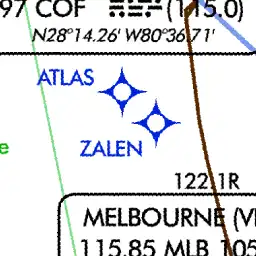 97 COF (115.0)
N28°14.26' W80°36.71'
ATLAS
ZALEN
e
122.1R
MELBOURNE (V
115.85 MLB 105